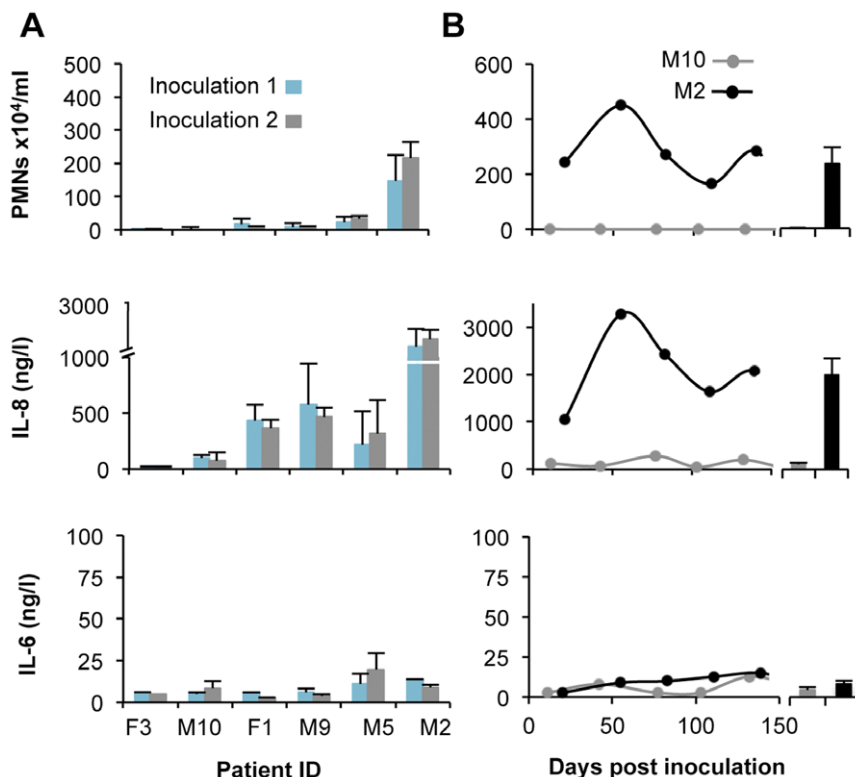 A
B
PMNs x10⁴/ml
500
400
300
200
100
0
Inoculation 1
Inoculation 2
600
400
200
0
M10
M2
IL-8 (ng/l)
3000
1000
500
0
3000
2000
1000
0
IL-6 (ng/l)
100
75
50
25
0
F3 M10 F1 M9 M5 M2
Patient ID
100
75
50
25
0
0 50 100 150
Days post inoculation